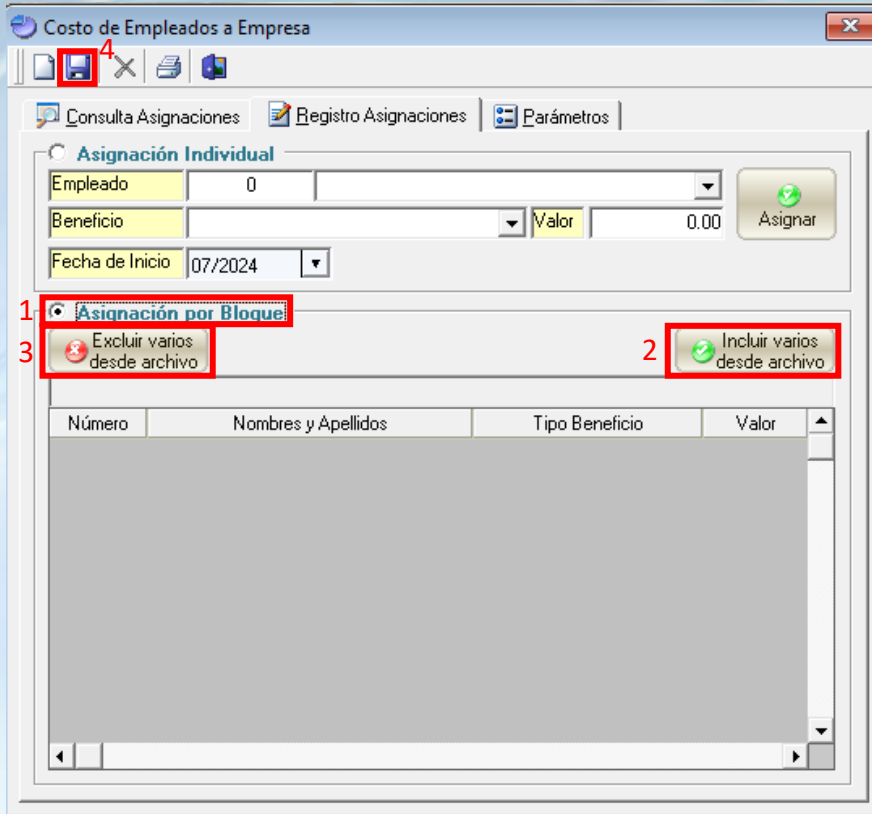 Costo de Empleados a Empresa
4
Consulta Asignaciones Registro Asignaciones Parámetros
Asignación Individual
Empleado 0
Asignar
Beneficio Valor 0.00
Fecha de Inicio 07/2024
1 Asignación por Bloque
3 Excluir varios
desde archivo
2 Incluir varios
desde archivo
Número Nombres y Apellidos Tipo Beneficio Valor